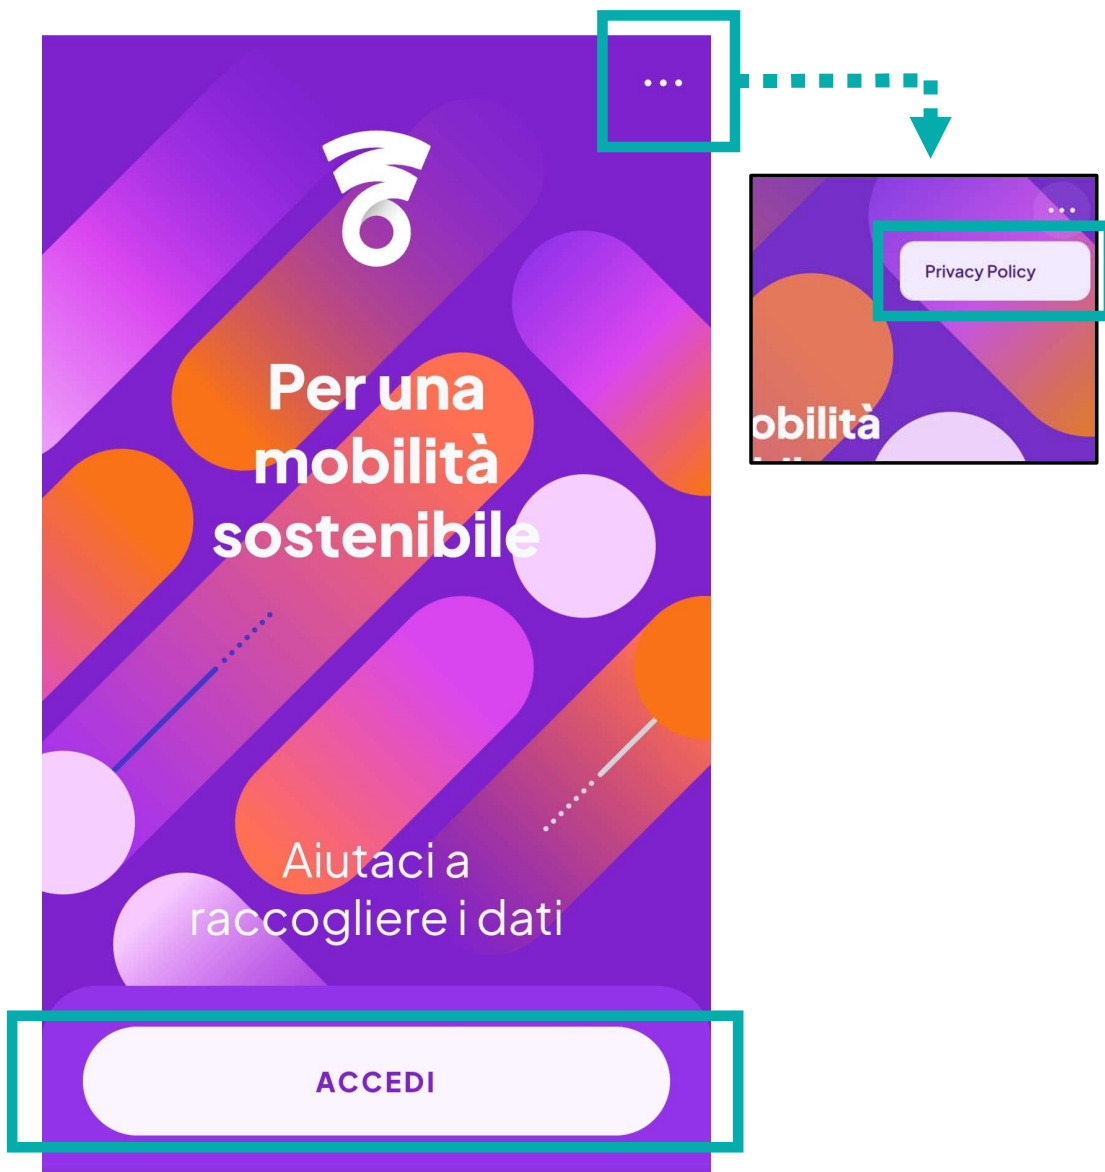 Per una
mobilità
sostenibile
Aiutaci a
raccogliere i dati
ACCEDI
Privacy Policy
obilità